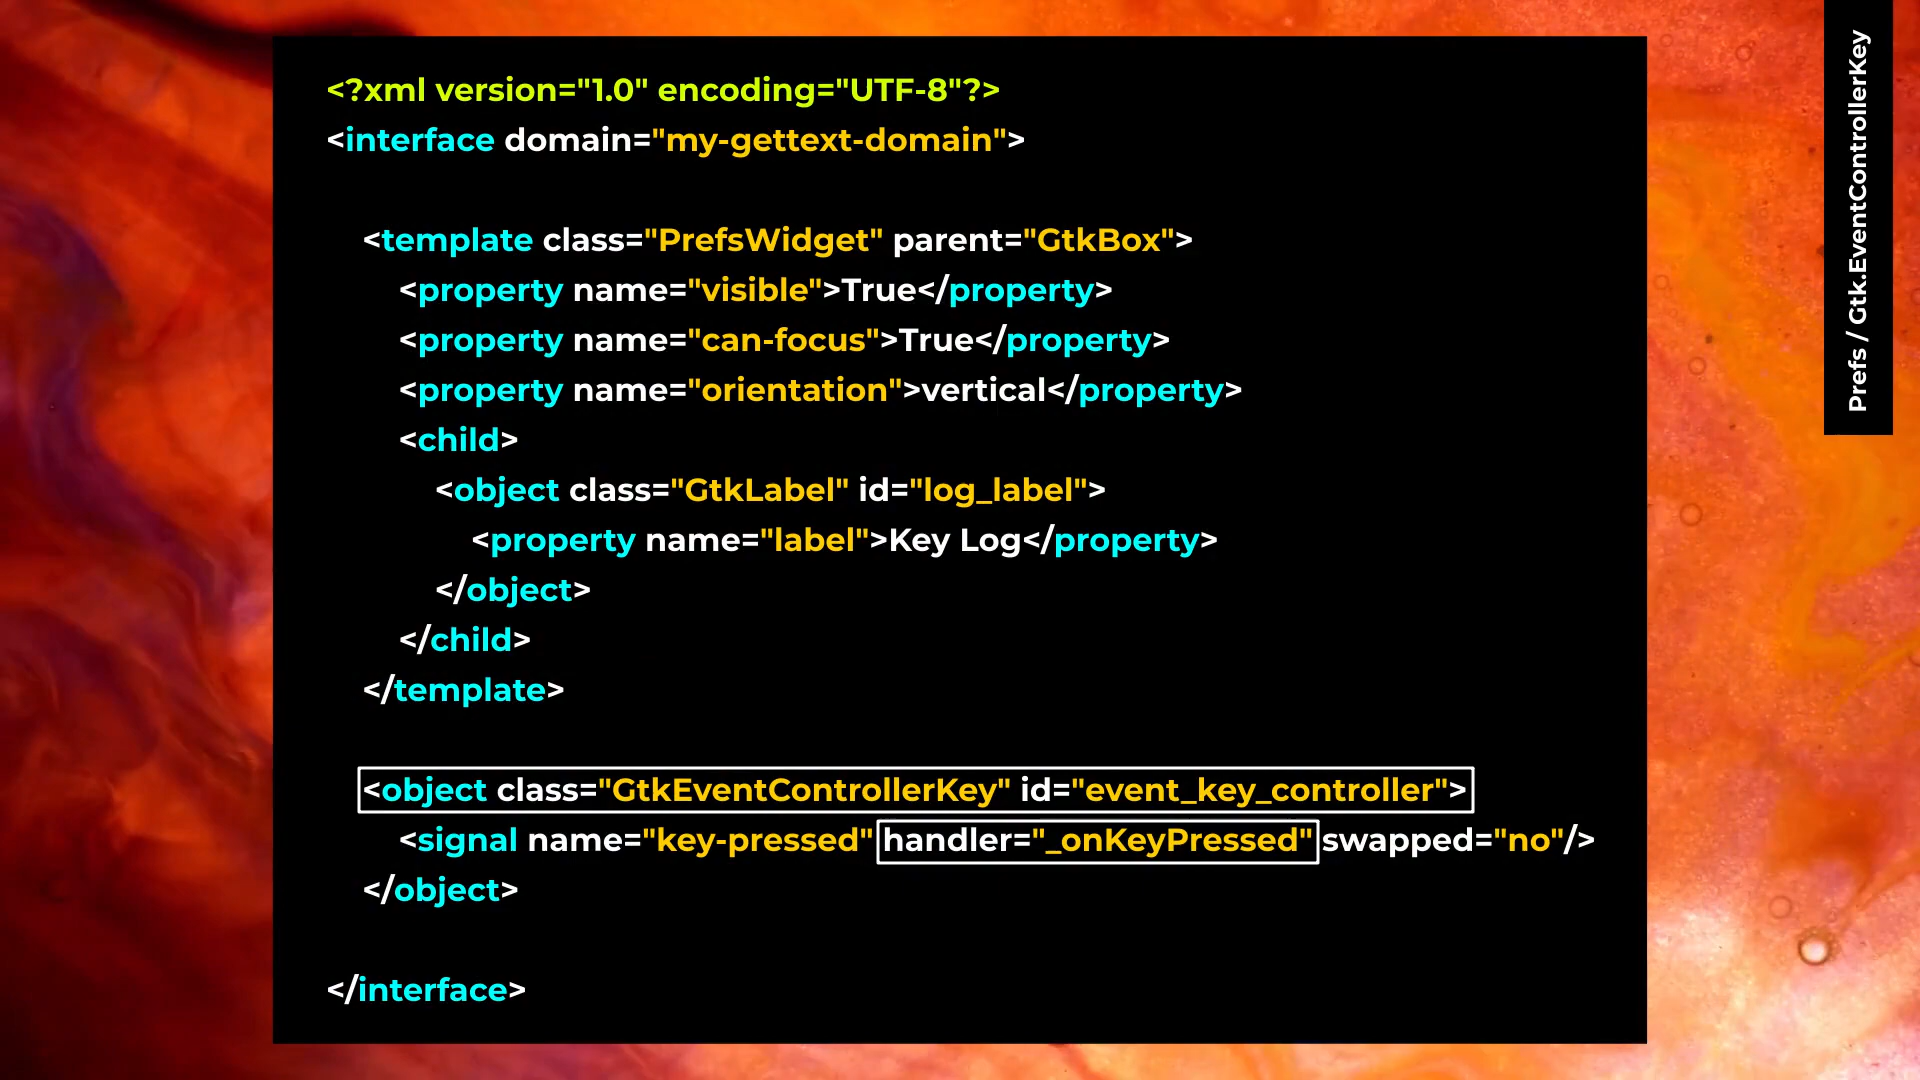 <?xml version="1.0" encoding="UTF-8"?>
<interface domain="my-gettext-domain">
<template class="PrefsWidget" parent="GtkBox">
<property name="visible">True</property>
<property name="can-focus">True</property>
<property name="orientation">vertical</property>
<child>
<object class="GtkLabel" id="log_label">
<property name="label">Key Log</property>
</object>
</child>
</template>
<object class="GtkEventControllerKey" id="event_key_controller">
<signal name="key-pressed" handler="_onKeyPressed" swapped="no"/>
</object>
</interface>
Prefs / Gtk.EventControllerKey